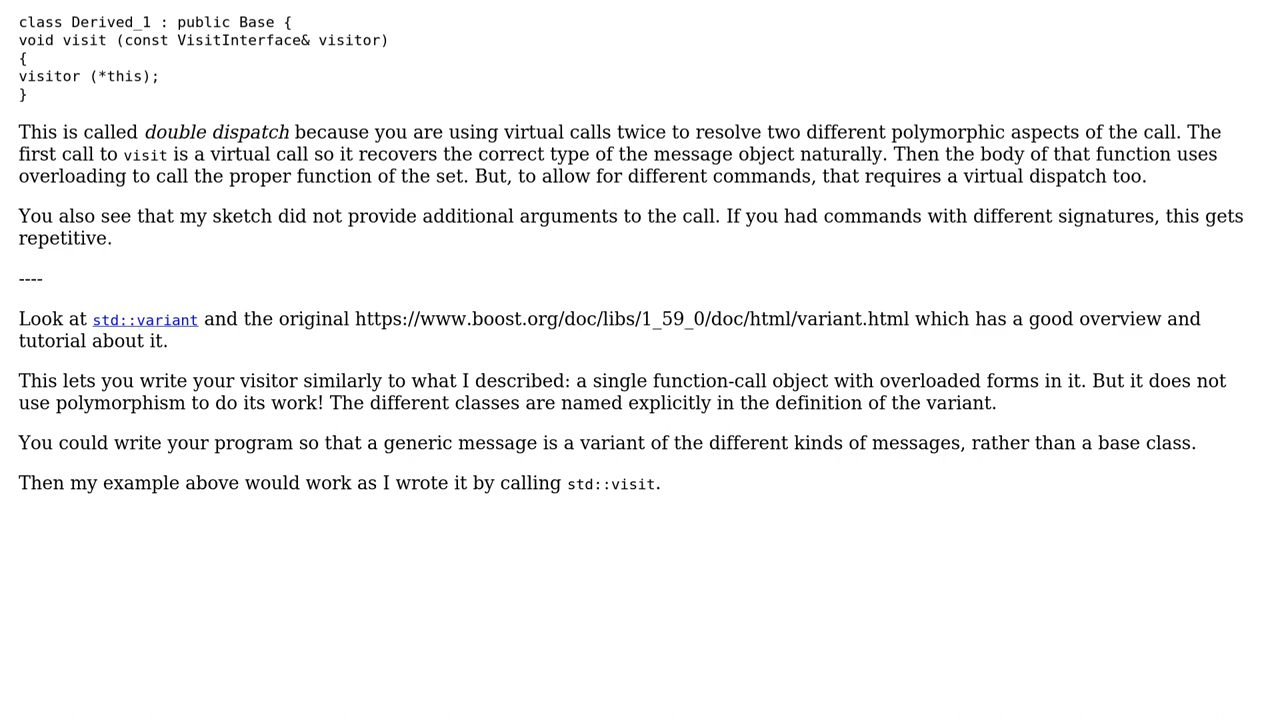 class Derived_1 : public Base {
void visit (const VisitInterface& visitor)
{
visitor (*this);
}
This is called double dispatch because you are using virtual calls twice to resolve two different polymorphic aspects of the call. The
first call to visit is a virtual call so it recovers the correct type of the message object naturally. Then the body of that function uses
overloading to call the proper function of the set. But, to allow for different commands, that requires a virtual dispatch too.
You also see that my sketch did not provide additional arguments to the call. If you had commands with different signatures, this gets
repetitive.
----
Look at std::variant and the original https://www.boost.org/doc/libs/1_59_0/doc/html/variant.html which has a good overview and
tutorial about it.
This lets you write your visitor similarly to what I described: a single function-call object with overloaded forms in it. But it does not
use polymorphism to do its work! The different classes are named explicitly in the definition of the variant.
You could write your program so that a generic message is a variant of the different kinds of messages, rather than a base class.
Then my example above would work as I wrote it by calling std::visit.